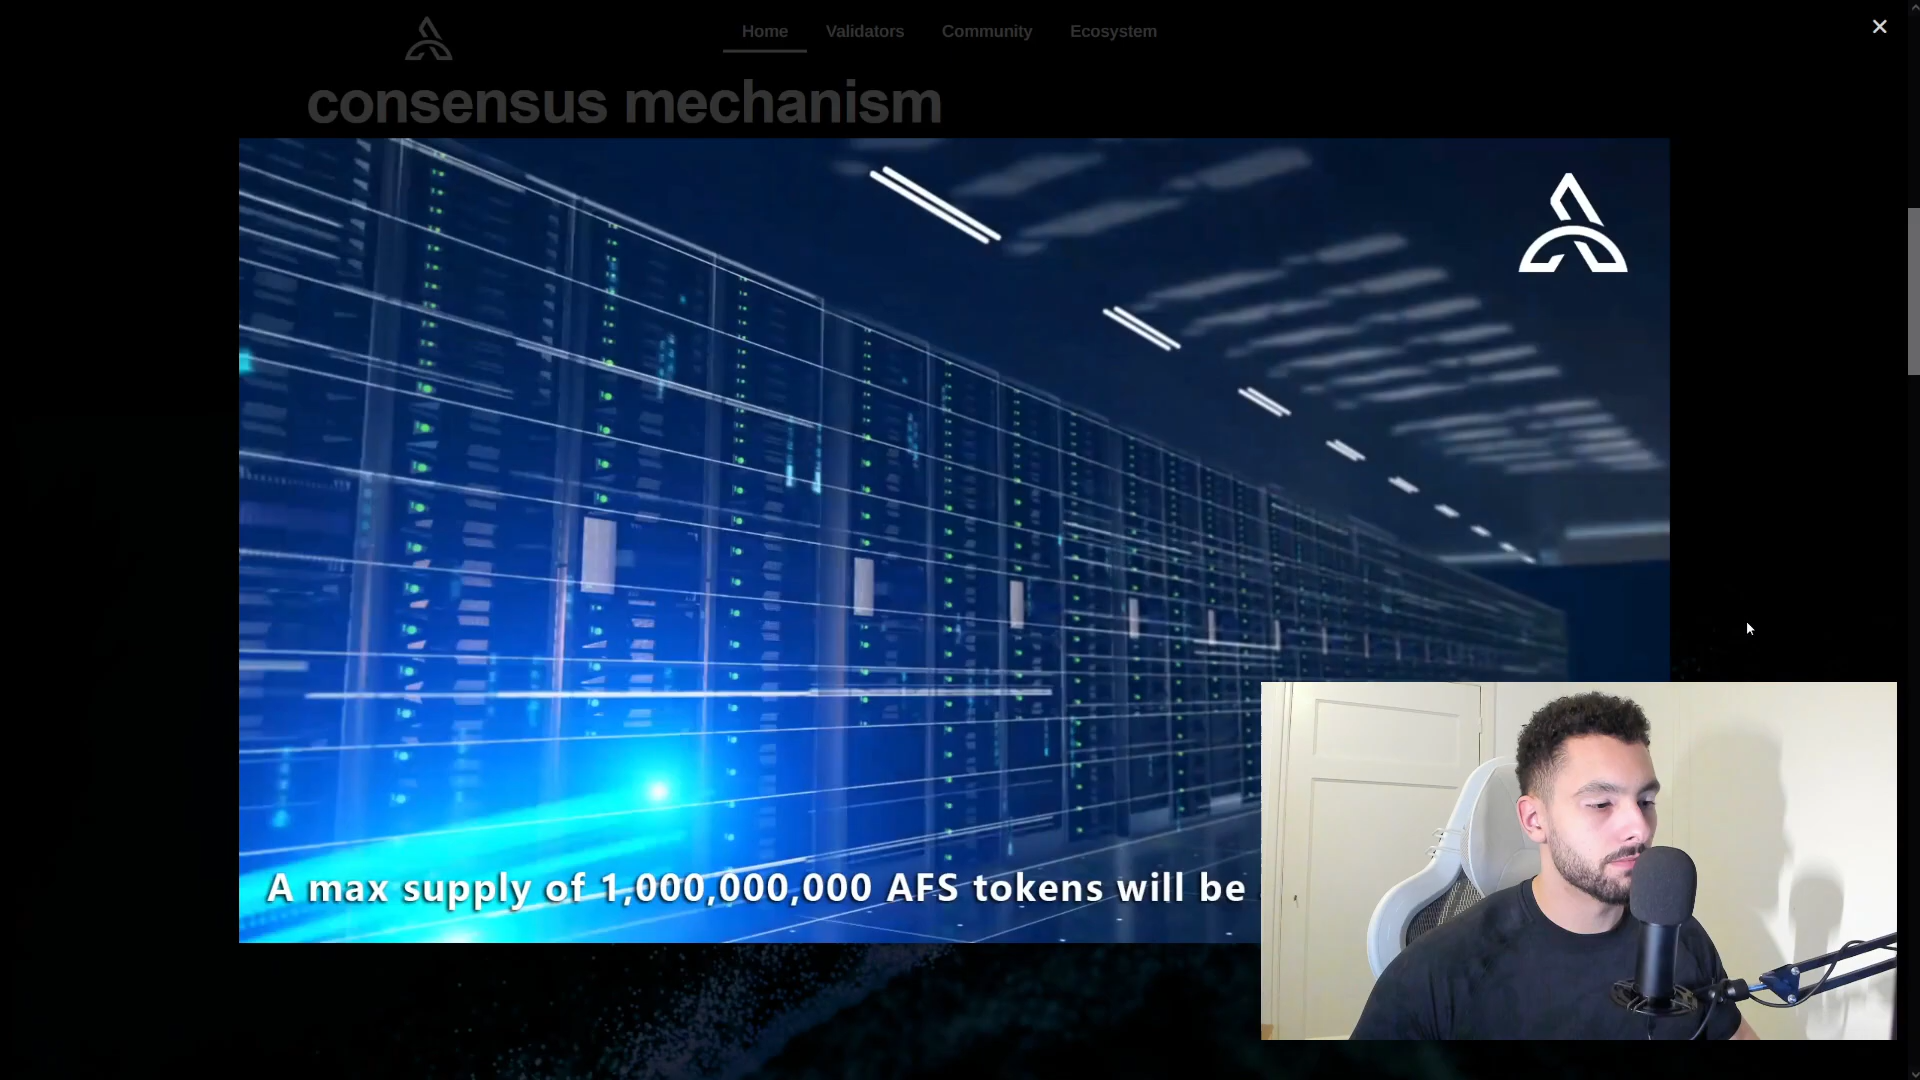 Home Validators Community Ecosystem
consensus mechanism
A max supply of 1,000,000,000 AFS tokens will be